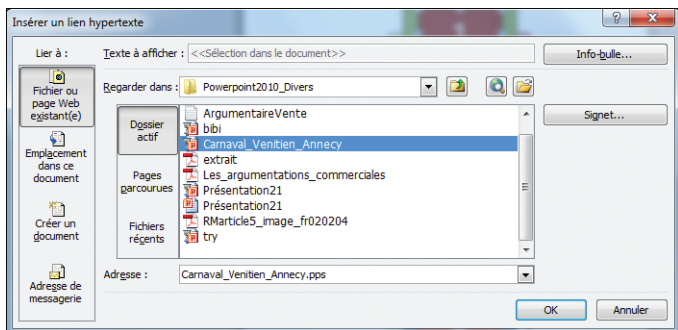 Insérer un lien hypertexte
Lier à :
Texte à afficher :
<<Sélection dans le document>>
Info-bulle...
Fichier ou
page Web
existant(e)
Regarder dans :
Powerpoint2010_Divers
Emplacement
dans ce
document
Créer un
document
Adresse de
messagerie
Dossier
actif
Pages
parcourues
Fichiers
récents
ArgumentaireVente
bibi
Carnaval_Venitien_Annecy
extrait
Les_argumentations_commerciales
Présentation21
Présentation21
RMarticle5_image_fr020204
try
Signet...
Adresse :
Carnaval_Venitien_Annecy.pps
OK
Annuler